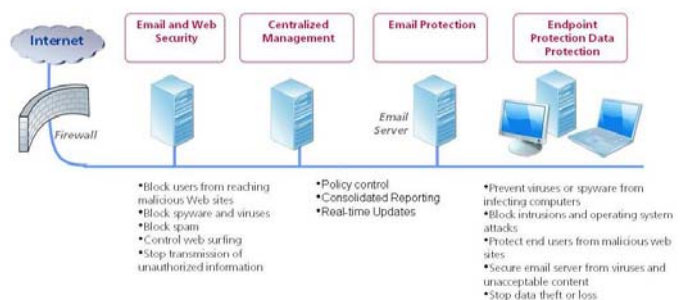 Internet
Email and Web
Security
Centralized
Management
Email Protection
Endpoint
Protection Data
Protection
Firewall
Email
Server
•Block users from reaching
malicious Web sites
•Block spyware and viruses
•Block spam
•Control web surfing
•Stop transmission of
unauthorized information
•Policy control
•Consolidated Reporting
•Real-time Updates
•Prevent viruses or spyware from
infecting computers
•Block intrusions and operating system
attacks
•Protect end users from malicious web
sites
•Secure email server from viruses and
unacceptable content
•Stop data theft or loss